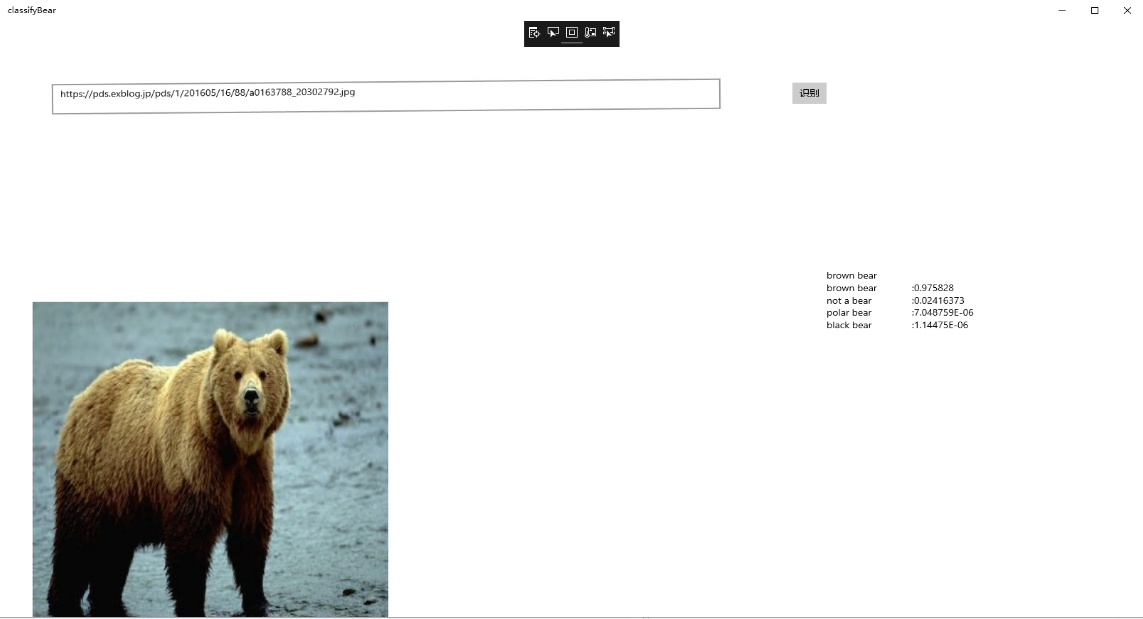 classifyBear
https://pds.exblog.jp/pds/1/201605/16/88/a0163788_20302792.jpg
识别
brown bear
brown bear :0.975828
not a bear :0.02416373
polar bear :7.048759E-06
black bear :1.14475E-06